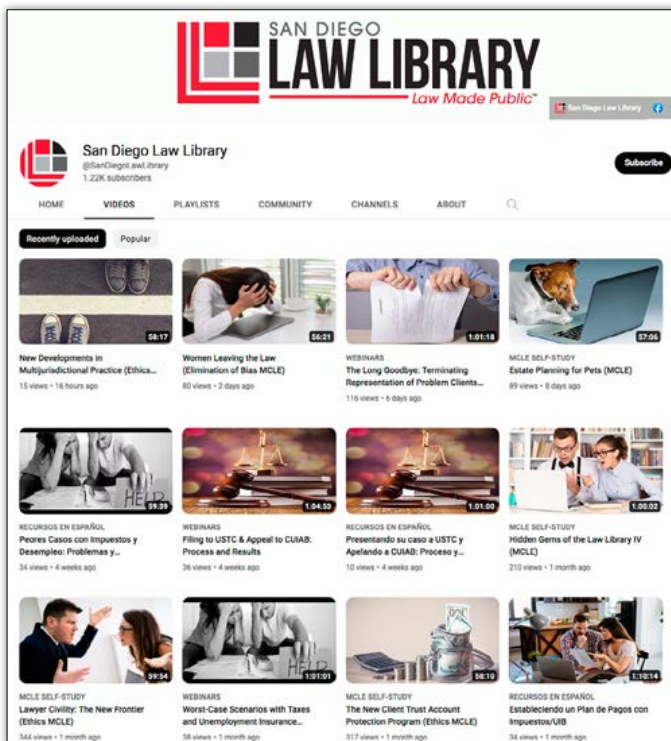 SAN DIEGO
LAW LIBRARY
Law Made Public™
San Diego Law Library
San Diego Law Library
@SanDiegoLawLibrary
1.22K subscribers
Subscribe
HOME VIDEOS PLAYLISTS COMMUNITY CHANNELS ABOUT
Recently uploaded Popular
58:17 56:21 1:01:18 57:06
New Developments in
Multijurisdictional Practice (Ethics...
15 views • 16 hours ago
Women Leaving the Law
(Elimination of Bias MCLE)
80 views • 2 days ago
WEBINARS
The Long Goodbye: Terminating
Representation of Problem Clients...
116 views • 6 days ago
MCLE SELF-STUDY
Estate Planning for Pets (MCLE)
89 views • 8 days ago
HELP
59:39 1:04:53 1:01:00 1:00:02
RECURSOS EN ESPAÑOL
Peores Casos con Impuestos y
Desempleo: Problemas y...
34 views • 4 weeks ago
WEBINARS
Filing to USTC & Appeal to CUIAB:
Process and Results
36 views • 4 weeks ago
RECURSOS EN ESPAÑOL
Presentando su caso a USTC y
Apelando a CUIAB: Proceso y...
10 views • 4 weeks ago
MCLE SELF-STUDY
Hidden Gems of the Law Library IV
(MCLE)
210 views • 1 month ago
HELP
59:54 1:01:01 58:10 1:10:14
MCLE SELF-STUDY
Lawyer Civility: The New Frontier
(Ethics MCLE)
344 views • 1 month ago
WEBINARS
Worst-Case Scenarios with Taxes
and Unemployment Insurance...
38 views • 1 month ago
MCLE SELF-STUDY
The New Client Trust Account
Protection Program (Ethics MCLE)
317 views • 1 month ago
RECURSOS EN ESPAÑOL
Estableciendo un Plan de Pagos con
Impuestos/UIB
34 views • 1 month ago